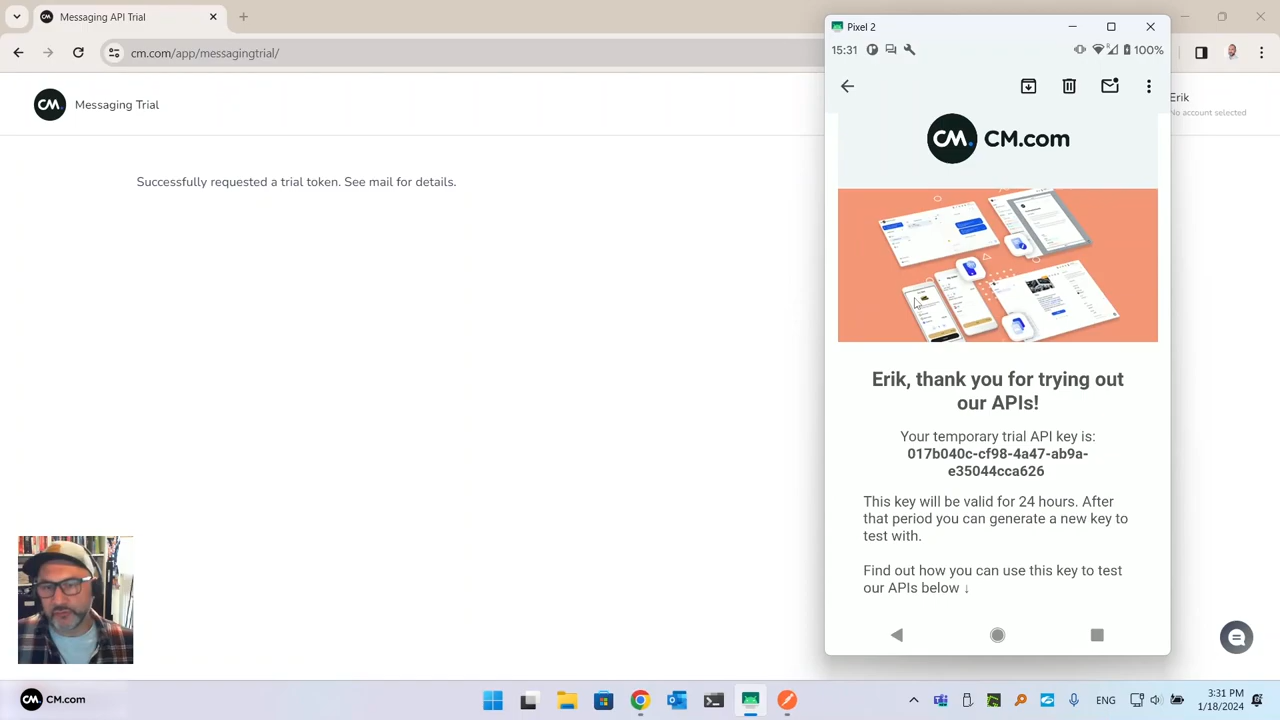 Messaging API Trial
Pixel 2
cm.com/app/messagingtrial/
15:31
100%
CM.
Messaging Trial
Erik
No account selected
CM. CM.com
Successfully requested a trial token. See mail for details.
Erik, thank you for trying out
our APIs!
Your temporary trial API key is:
017b040c-cf98-4a47-ab9a-
e35044cca626
This key will be valid for 24 hours. After
that period you can generate a new key to
test with.
Find out how you can use this key to test
our APIs below ↓
CM. CM.com
ENG
3:31 PM
1/18/2024